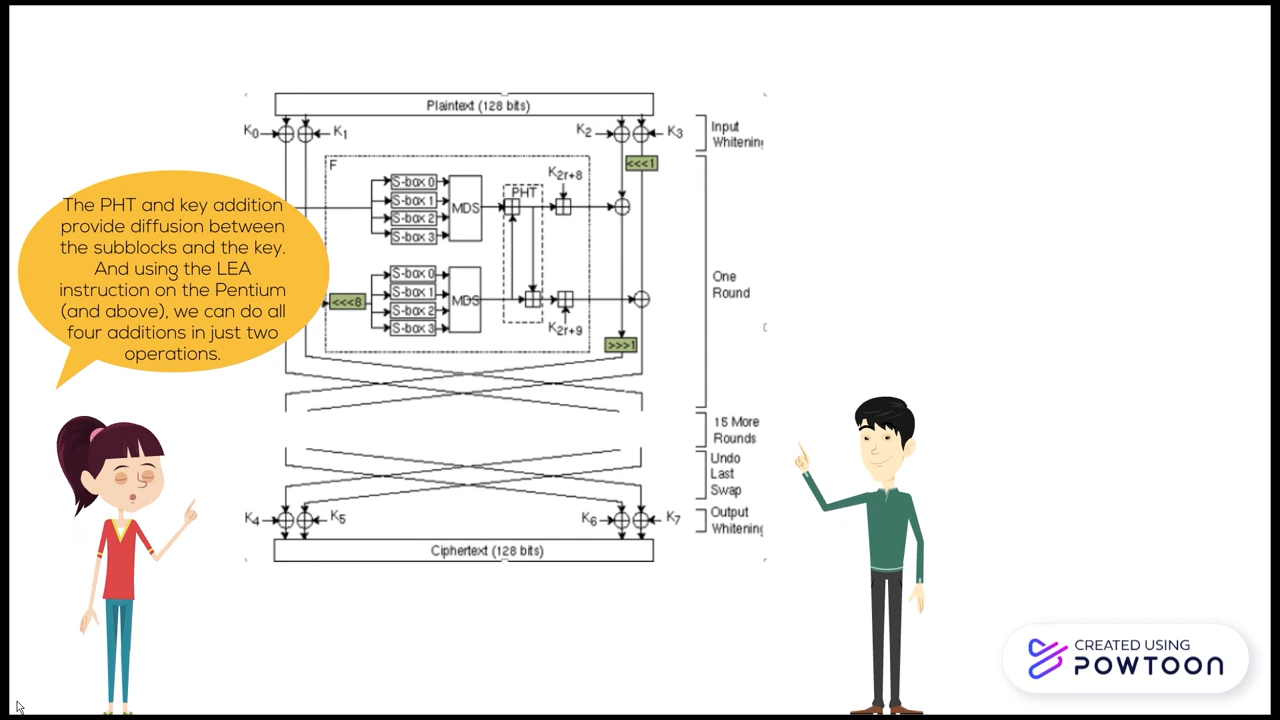 Plaintext (128 bits)
K0
K1
K2
K3
Input
Whitening
<<<1
F
K2r+8
S-box 0
S-box 1
S-box 2
S-box 3
MDS
PHT
The PHT and key addition
provide diffusion between
the subblocks and the key.
And using the LEA
instruction on the Pentium
(and above), we can do all
four additions in just two
operations.
One
Round
<<<8
S-box 0
S-box 1
S-box 2
S-box 3
MDS
K2r+9
>>>1
15 More
Rounds
Undo
Last
Swap
K4
K5
K6
K7
Output
Whitening
Ciphertext (128 bits)
CREATED USING
POWTOON